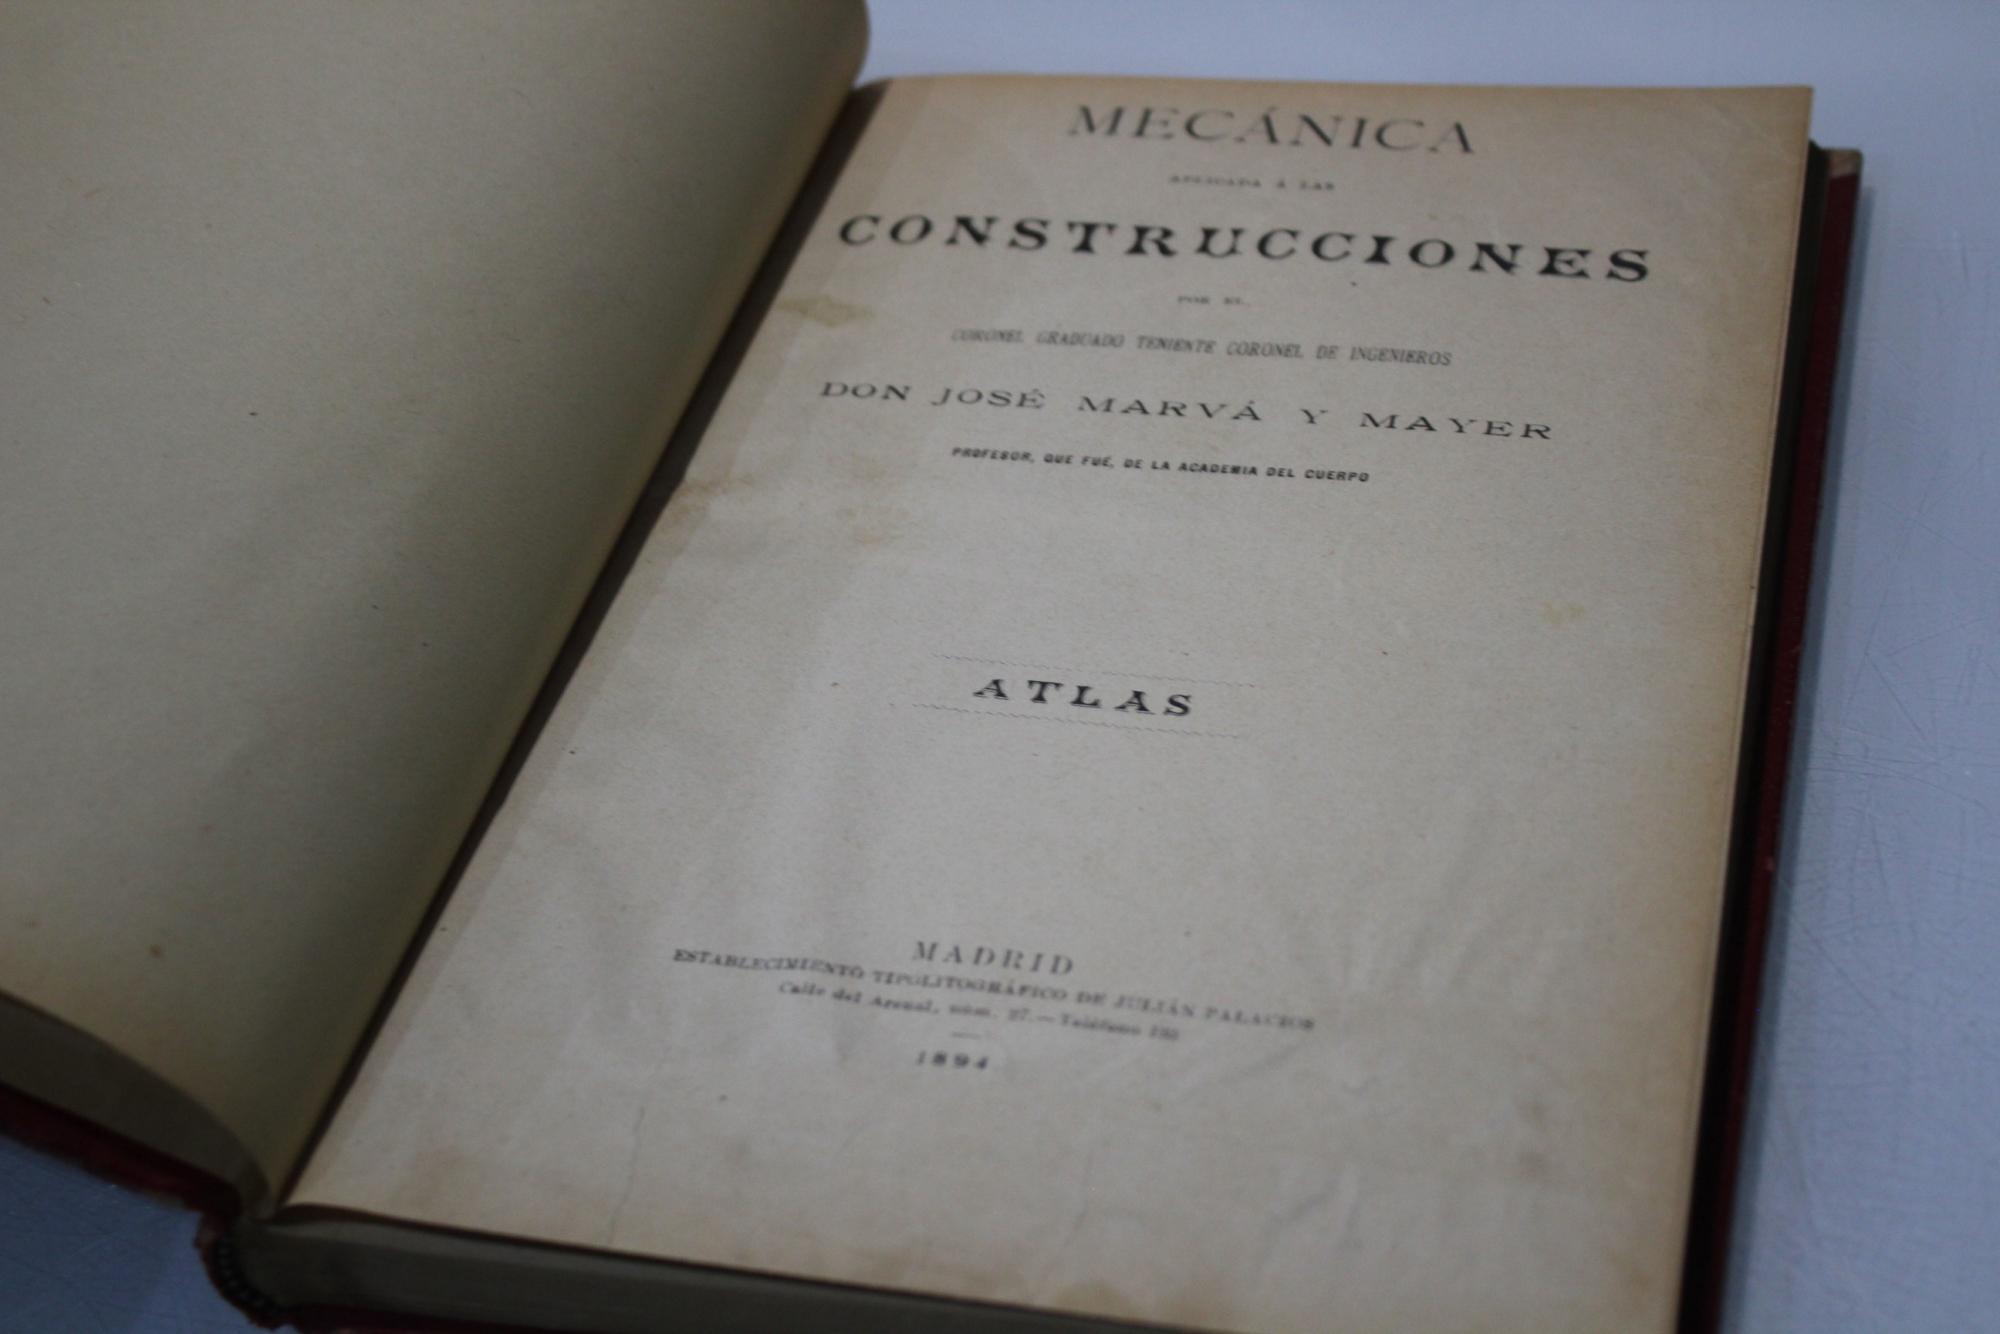 MECÁNICA
APLICADA Á LAS
CONSTRUCCIONES
POR EL
CORONEL GRADUADO TENIENTE CORONEL DE INGENIEROS
DON JOSÉ MARVÁ Y MAYER
PROFESOR, QUE FUÉ, DE LA ACADEMIA DEL CUERPO
ATLAS
MADRID
ESTABLECIMIENTO TIPOLITOGRÁFICO DE JULIÁN PALACIOS
Calle del Arenal, núm. 27.—Teléfono
1894